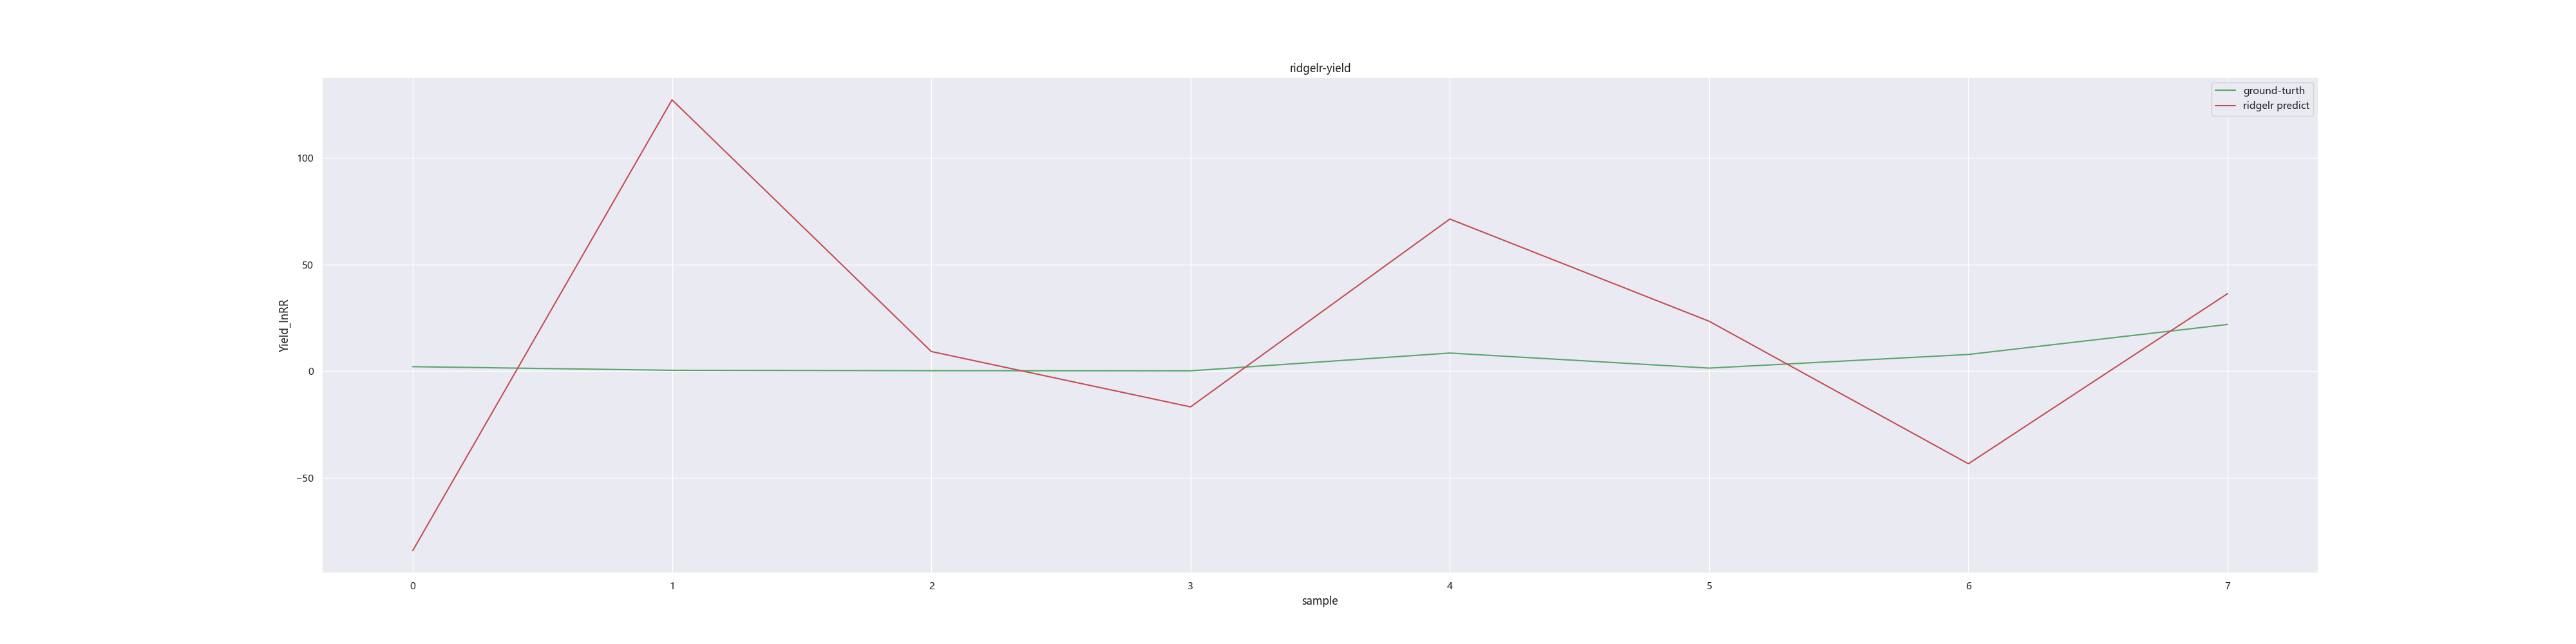 ridgelr-yield
ground-turth
ridgelr predict
Yield_lnRR
100
50
0
−50
0 1 2 3 4 5 6 7
sample